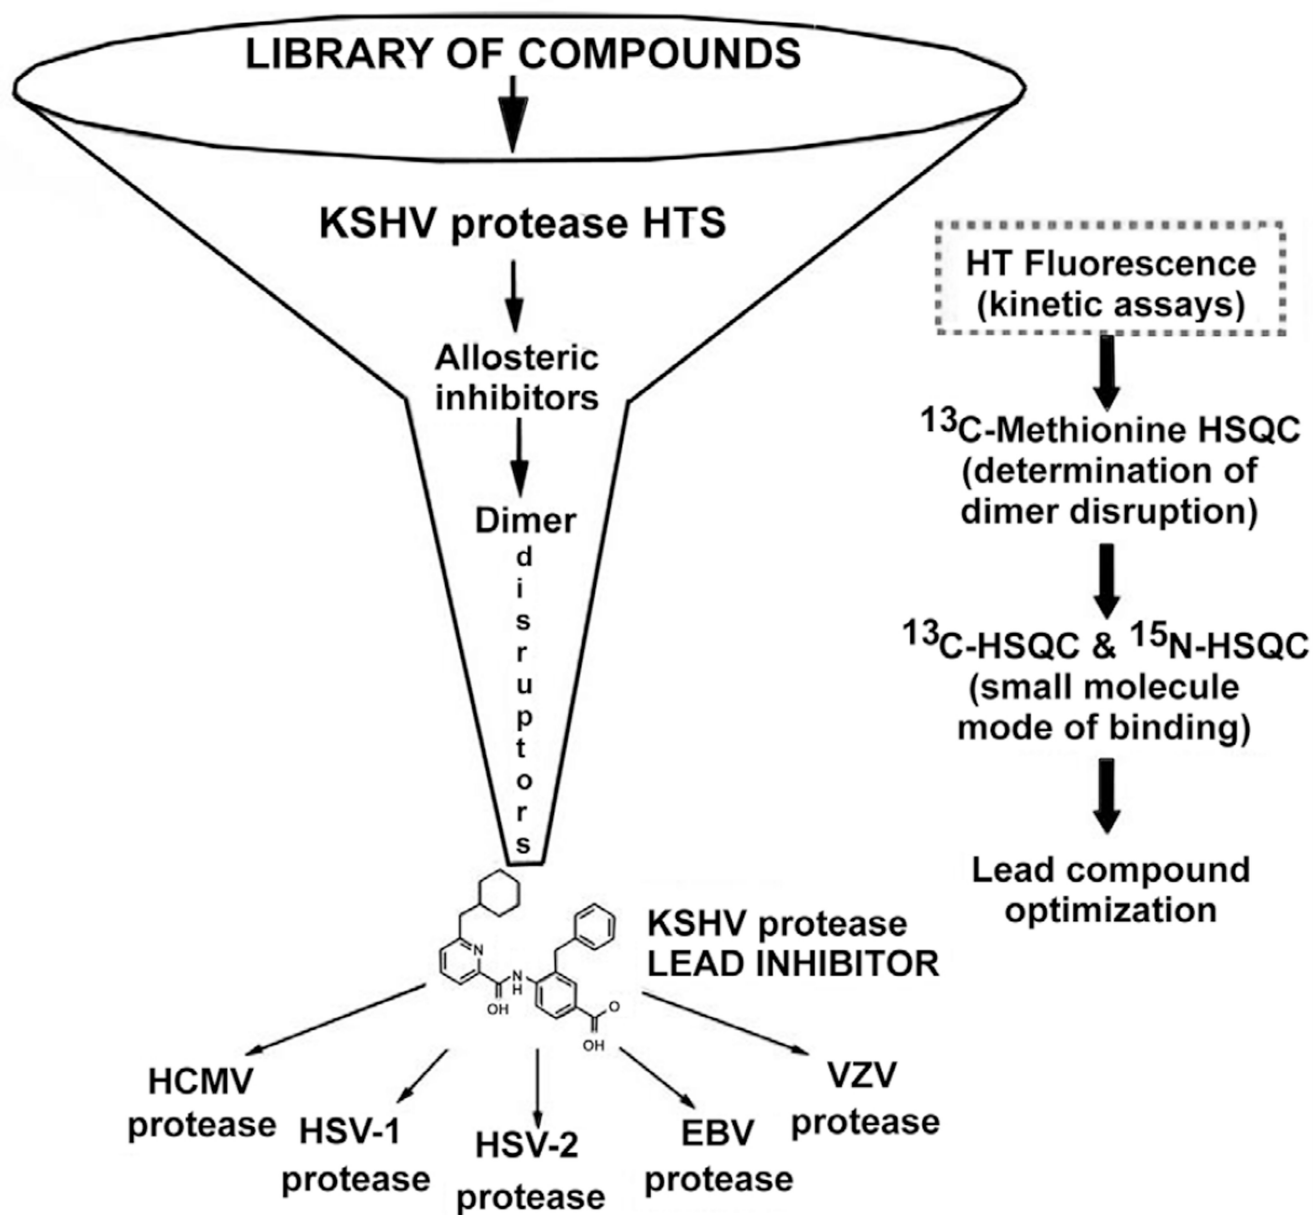 LIBRARY OF COMPOUNDS
KSHV protease HTS
Allosteric
inhibitors
Dimer
d
i
s
r
u
p
t
o
r
s
N
N
H
OH
O
OH
KSHV protease
LEAD INHIBITOR
HCMV
protease
HSV-1
protease
HSV-2
protease
EBV
protease
VZV
protease
HT Fluorescence
(kinetic assays)
13C-Methionine HSQC
(determination of
dimer disruption)
13C-HSQC & 15N-HSQC
(small molecule
mode of binding)
Lead compound
optimization